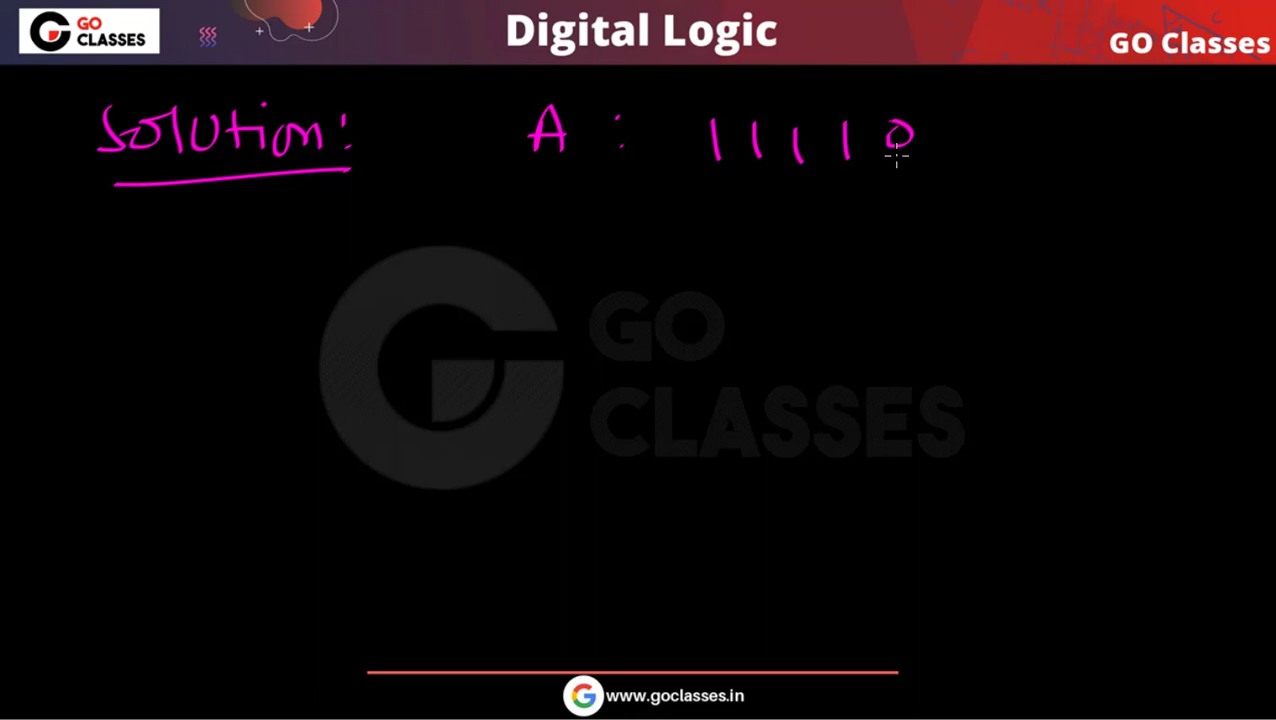 GO
CLASSES
Digital Logic
GO Classes
Solution:
A : 11110
GO
CLASSES
www.goclasses.in